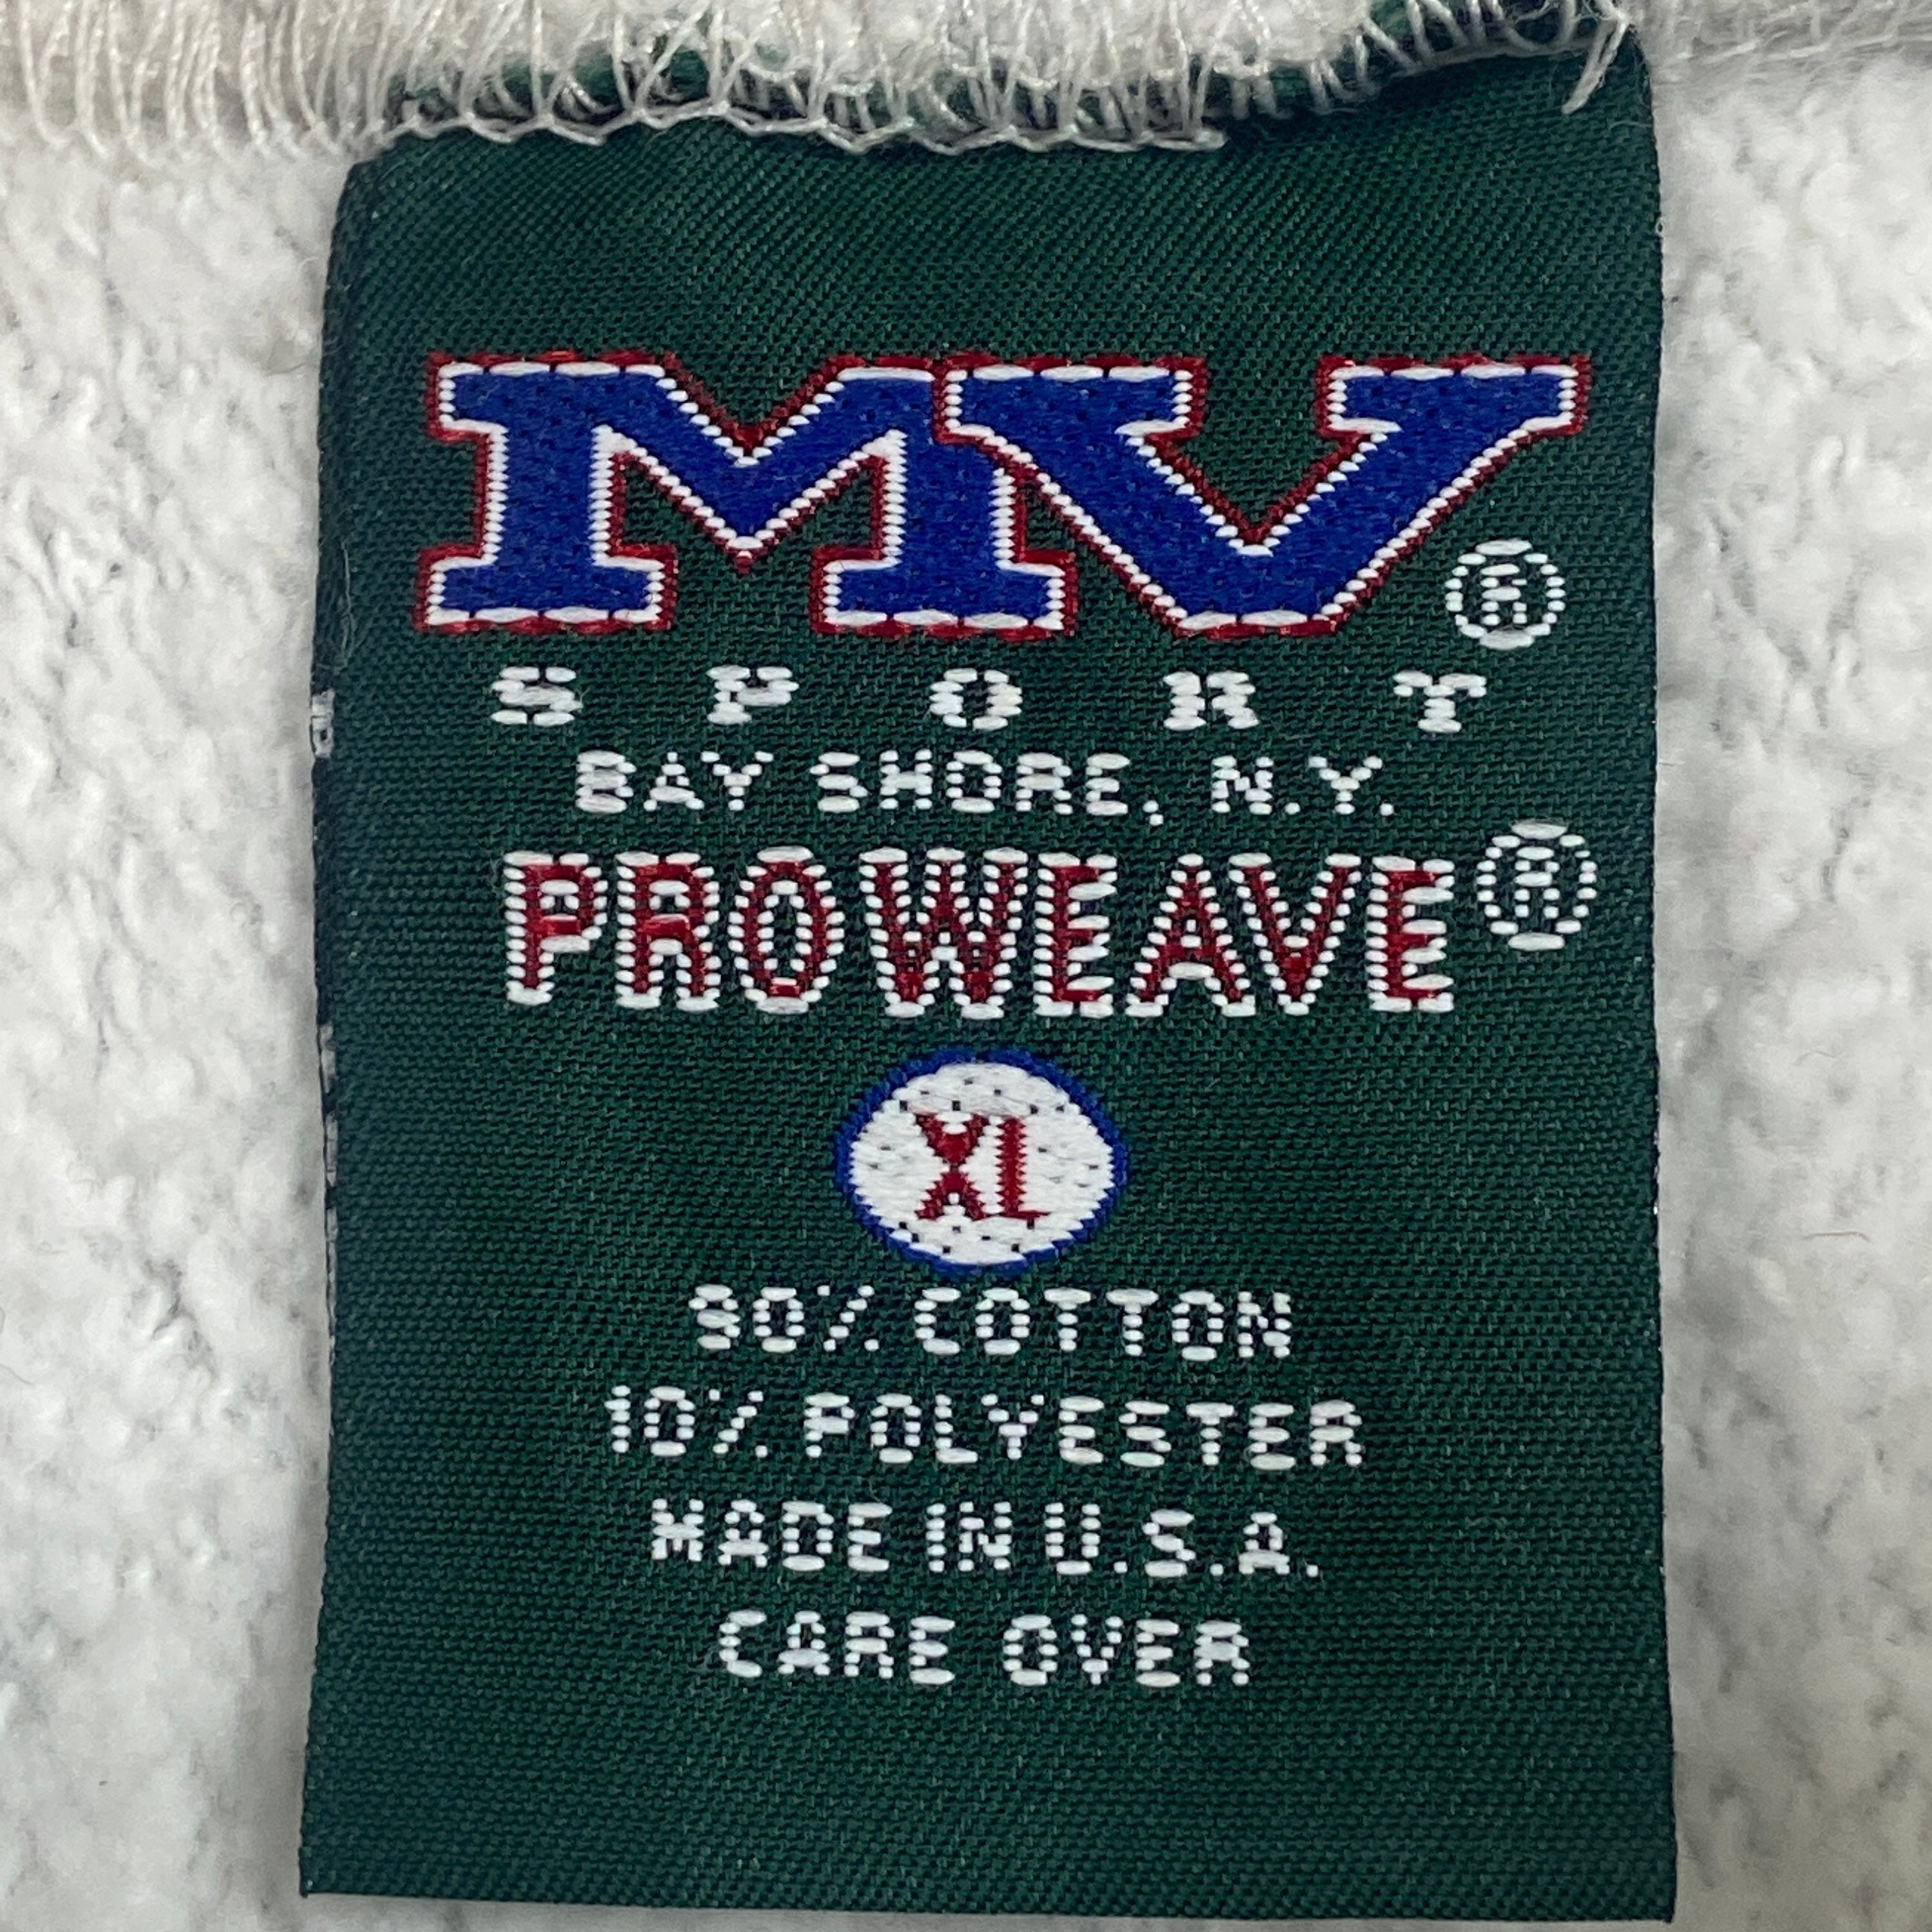 MV®
SPORT
BAY SHORE, N.Y.
PROWEAVE®
XL
90% COTTON
10% POLYESTER
MADE IN U.S.A.
CARE OVER